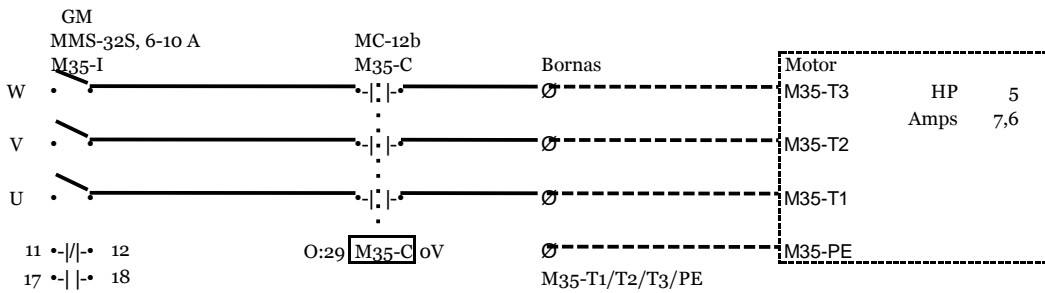 GM
MMS-32S, 6-10 A MC-12b
M35-I M35-C Bornas Motor
W M35-T3 HP 5
Amps 7,6
V M35-T2
U M35-T1
11 12 O:29 M35-C 0V M35-PE
17 18 M35-T1/T2/T3/PE